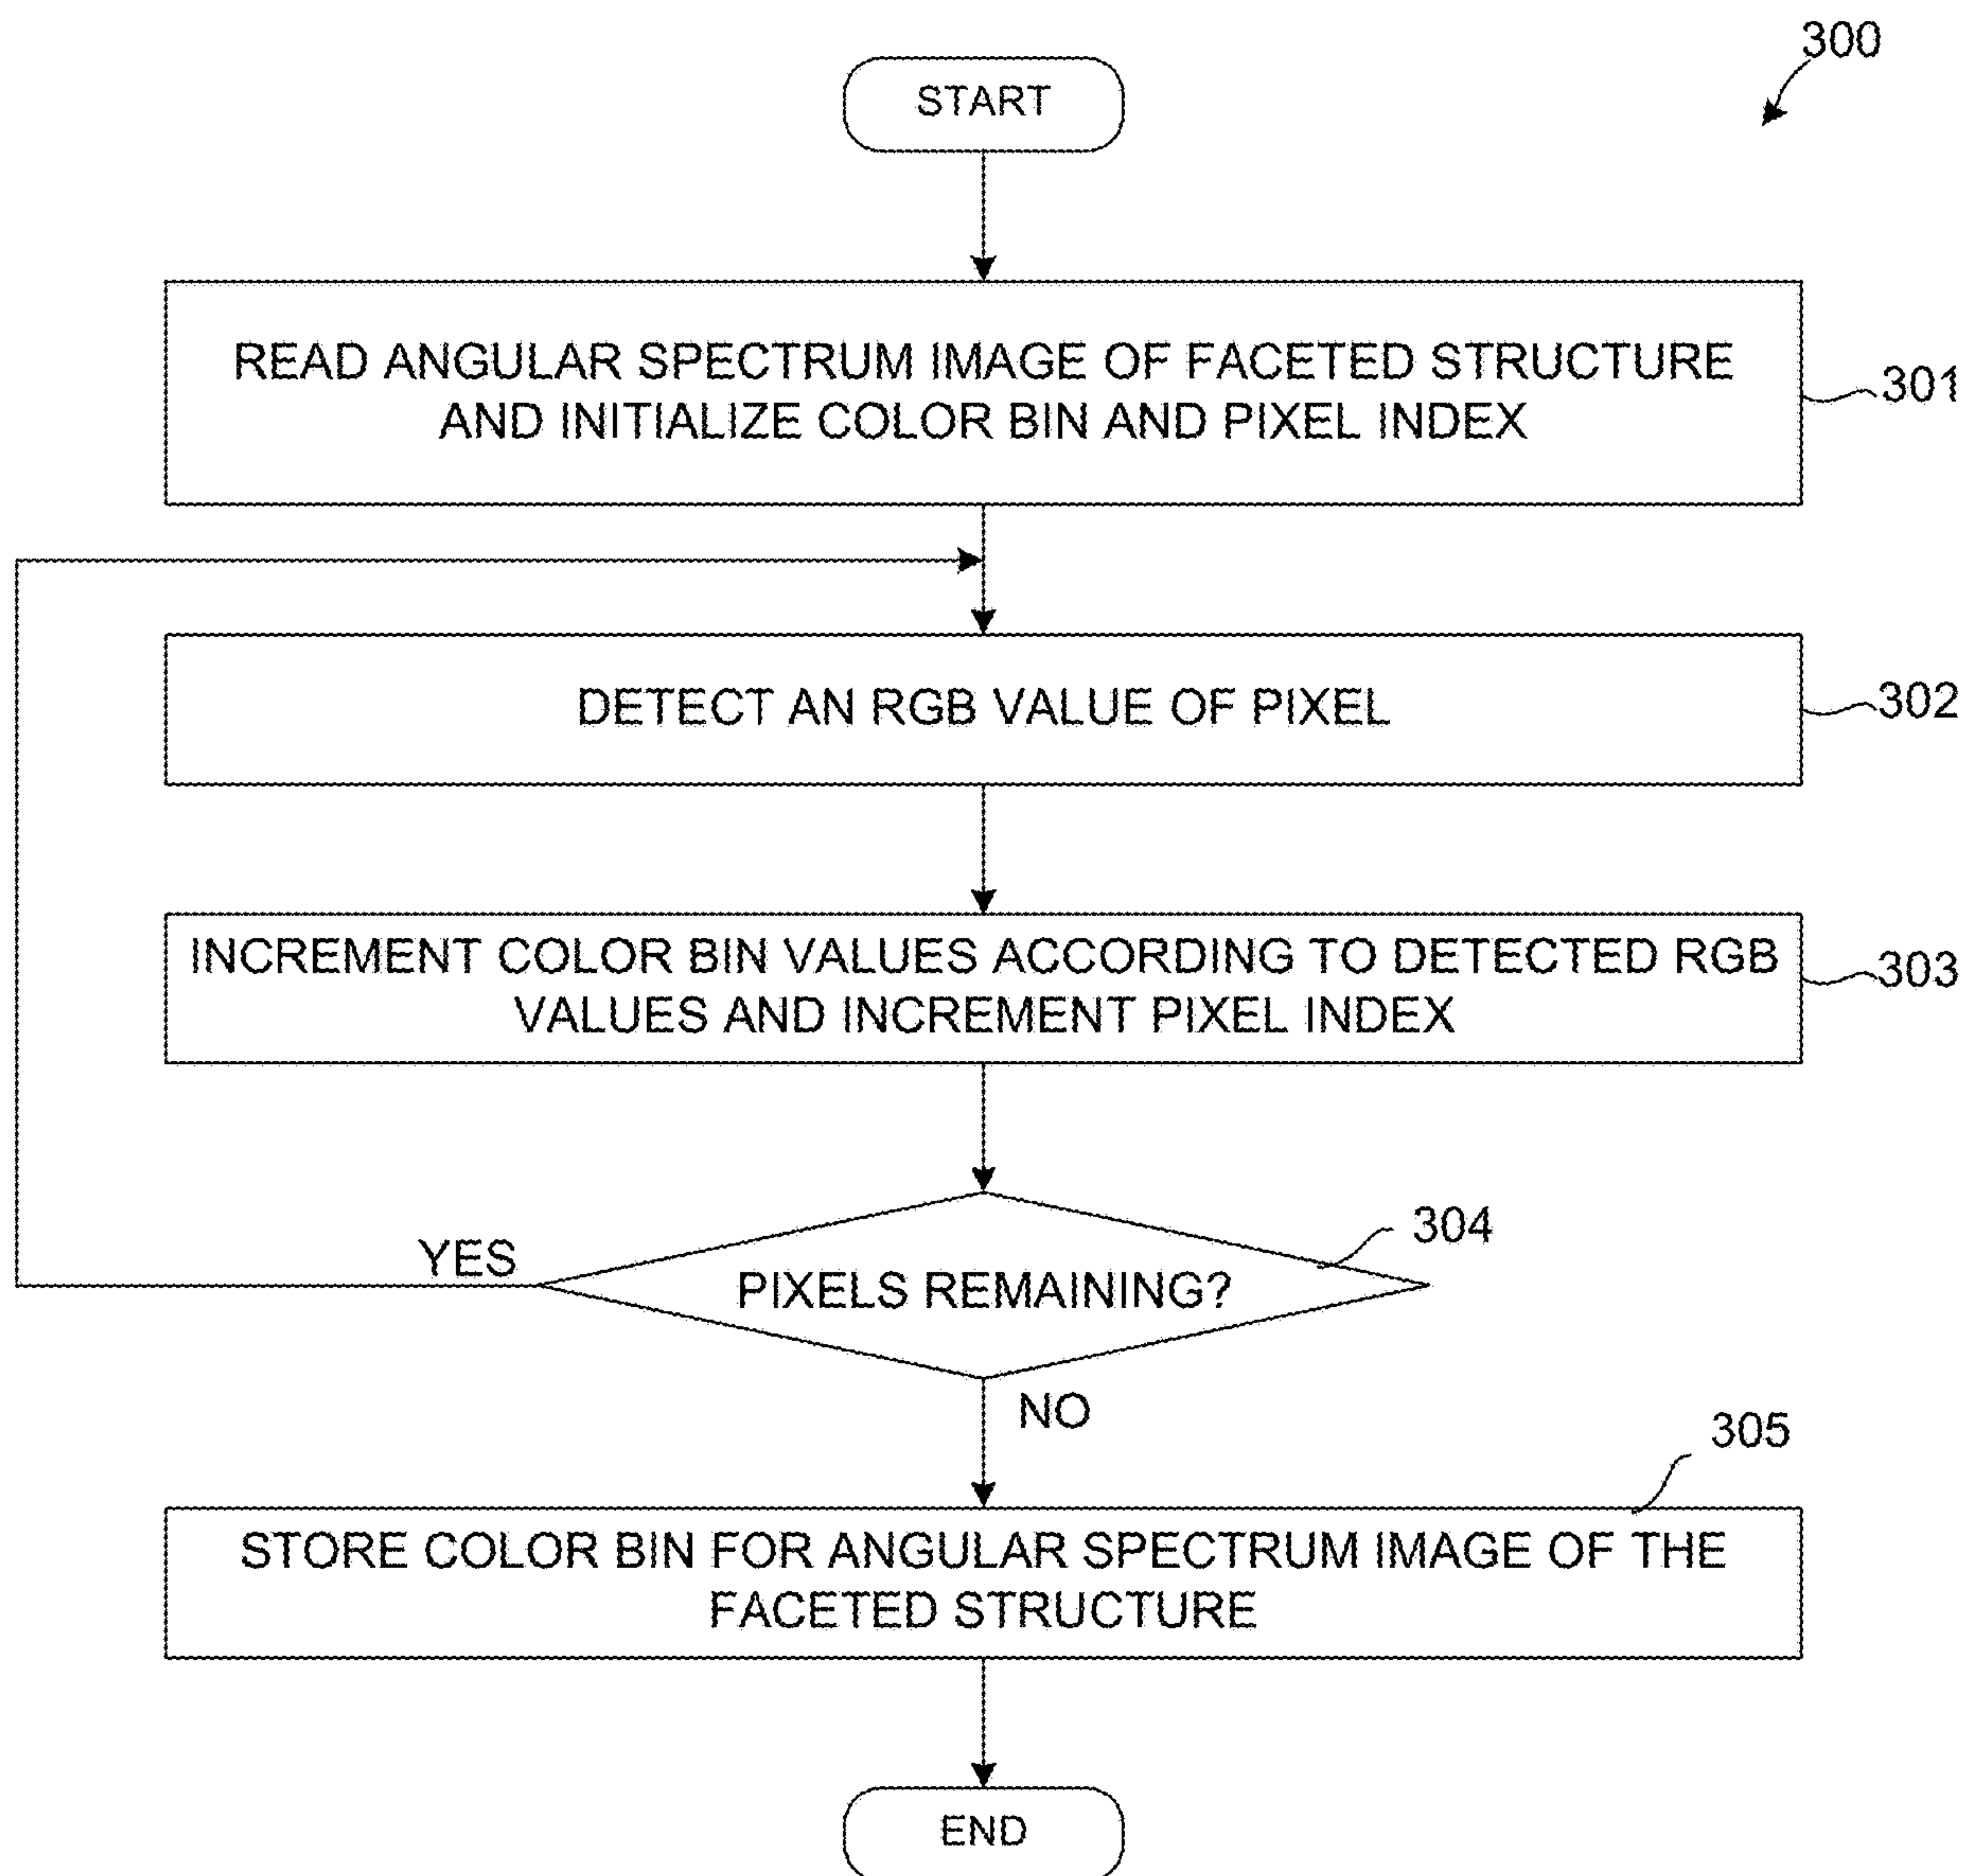 300
START
READ ANGULAR SPECTRUM IMAGE OF FACETED STRUCTURE
AND INITIALIZE COLOR BIN AND PIXEL INDEX
301
DETECT AN RGB VALUE OF PIXEL
302
INCREMENT COLOR BIN VALUES ACCORDING TO DETECTED RGB
VALUES AND INCREMENT PIXEL INDEX
303
304
YES
PIXELS REMAINING?
NO
305
STORE COLOR BIN FOR ANGULAR SPECTRUM IMAGE OF THE
FACETED STRUCTURE
END